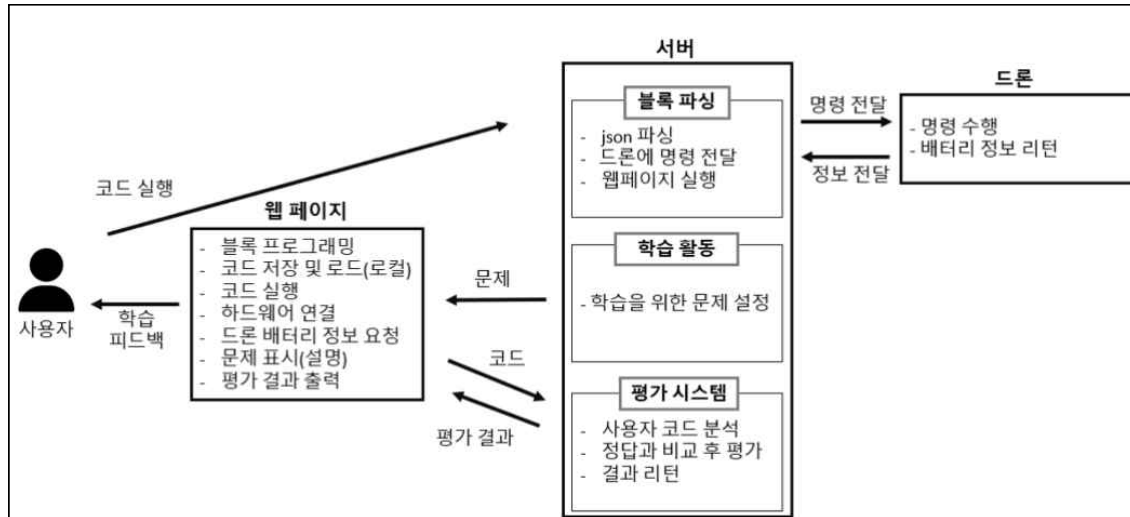 서버
블록 파싱
- json 파싱
- 드론에 명령 전달
- 웹페이지 실행
명령 전달
정보 전달
드론
- 명령 수행
- 배터리 정보 리턴
코드 실행
웹 페이지
- 블록 프로그래밍
- 코드 저장 및 로드(로컬)
- 코드 실행
- 하드웨어 연결
- 드론 배터리 정보 요청
- 문제 표시(설명)
- 평가 결과 출력
사용자
학습
피드백
문제
학습 활동
- 학습을 위한 문제 설정
코드
평가 결과
평가 시스템
- 사용자 코드 분석
- 정답과 비교 후 평가
- 결과 리턴